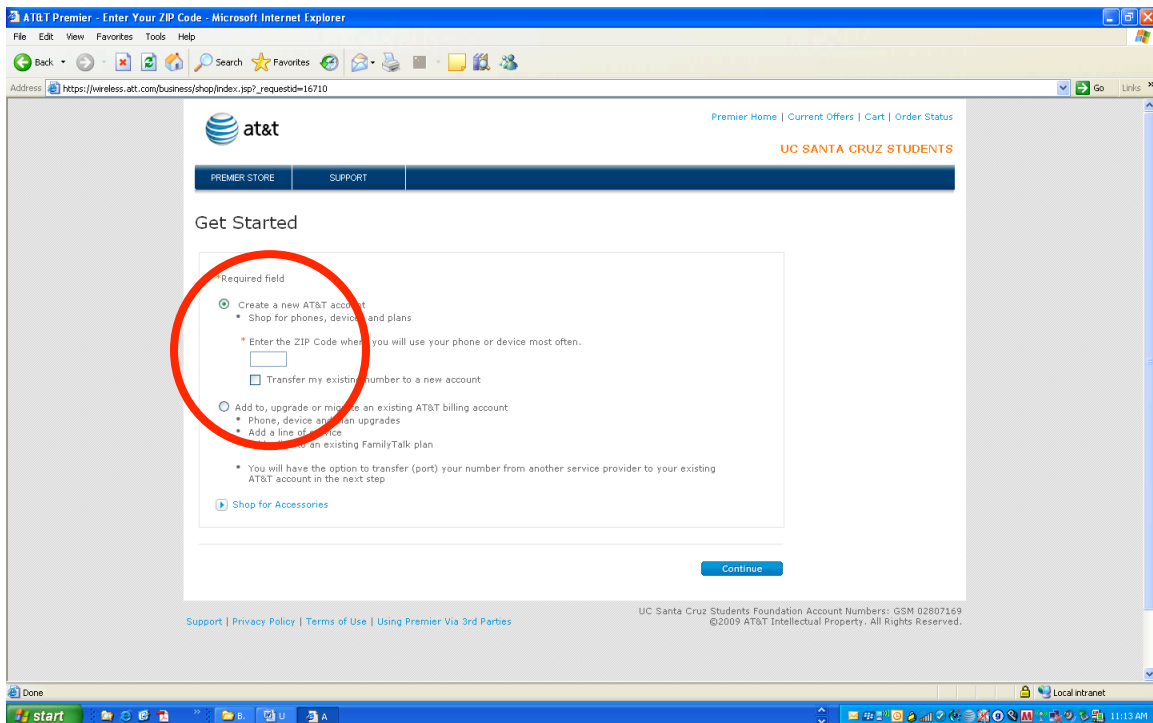 AT&T Premier - Enter Your ZIP Code - Microsoft Internet Explorer
File Edit View Favorites Tools Help
Back Search Favorites
Address https://wireless.att.com/business/shop/index.jsp?_requestid=16710 Go Links »
at&t
Premier Home | Current Offers | Cart | Order Status
UC SANTA CRUZ STUDENTS
PREMIER STORE SUPPORT
Get Started
*Required field
Create a new AT&T account
• Shop for phones, devices and plans
* Enter the ZIP Code where you will use your phone or device most often.
Transfer my existing number to a new account
Add to, upgrade or migrate an existing AT&T billing account
• Phone, device and plan upgrades
• Add a line of service
an existing FamilyTalk plan
• You will have the option to transfer (port) your number from another service provider to your existing
AT&T account in the next step
Shop for Accessories
Continue
UC Santa Cruz Students Foundation Account Numbers: GSM 02807169
Support | Privacy Policy | Terms of Use | Using Premier Via 3rd Parties
©2009 AT&T Intellectual Property. All Rights Reserved.
Done Local intranet
start » B. U A 11:13 AM